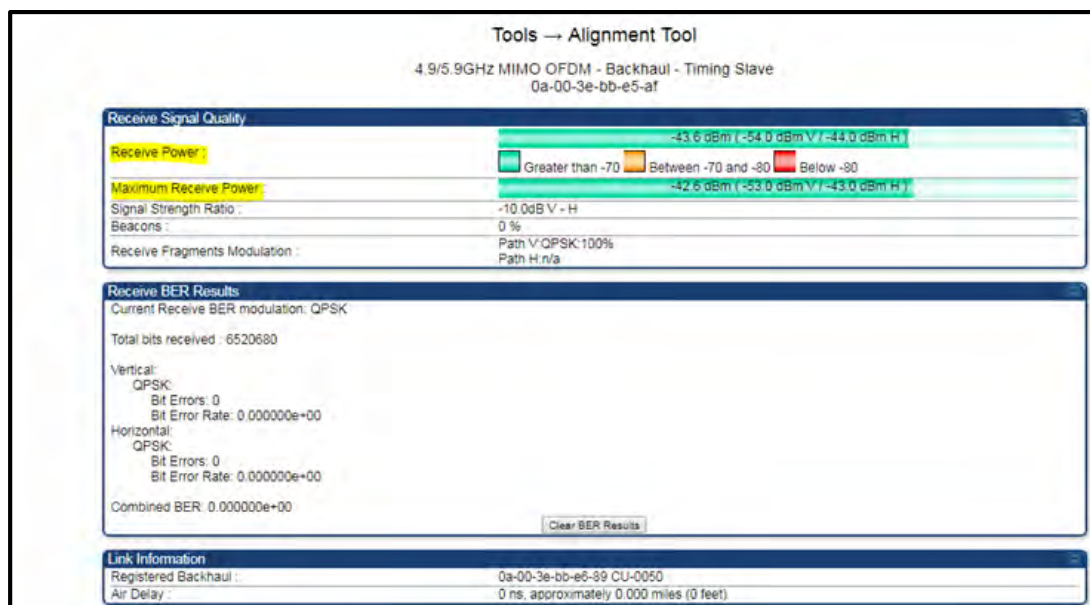 Tools → Alignment Tool
4.9/5.9GHz MIMO OFDM - Backhaul - Timing Slave
0a-00-3e-bb-e5-af
Receive Signal Quality
Receive Power : -43.6 dBm ( -54.0 dBm V / -44.0 dBm H )
Greater than -70 Between -70 and -80 Below -80
Maximum Receive Power: -42.6 dBm ( -53.0 dBm V / -43.0 dBm H )
Signal Strength Ratio : -10.0dB V - H
Beacons : 0 %
Receive Fragments Modulation : Path V:QPSK:100%
Path H:n/a
Receive BER Results
Current Receive BER modulation: QPSK
Total bits received : 6520680
Vertical:
QPSK:
Bit Errors: 0
Bit Error Rate: 0.000000e+00
Horizontal:
QPSK:
Bit Errors: 0
Bit Error Rate: 0.000000e+00
Combined BER: 0.000000e+00
Clear BER Results
Link Information
Registered Backhaul : 0a-00-3e-bb-e6-89 CU-0050
Air Delay : 0 ns, approximately 0.000 miles (0 feet)